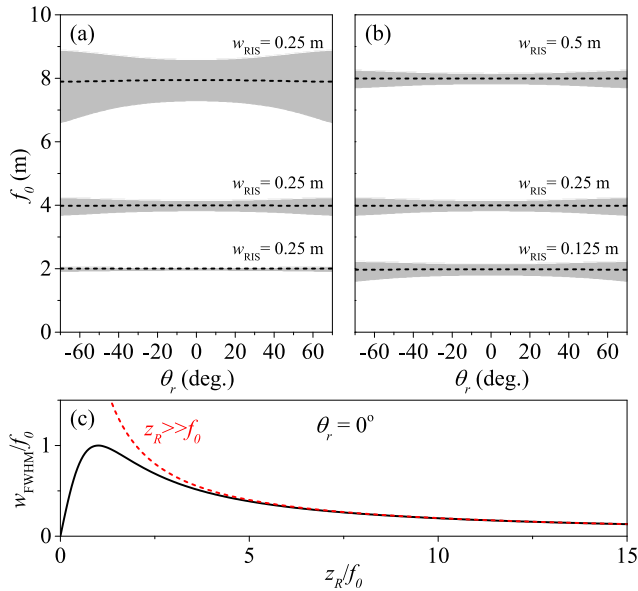 (a)
w_RIS = 0.25 m
(b)
w_RIS = 0.5 m
10
8
6
4
2
0
f_0 (m)
w_RIS = 0.25 m
w_RIS = 0.25 m
w_RIS = 0.25 m
w_RIS = 0.125 m
-60 -40 -20 0 20 40 60
-60 -40 -20 0 20 40 60
θ_r (deg.)
θ_r (deg.)
(c)
z_R>>f_0
θ_r = 0°
w_FWHM/f_0
1
0
0 5 10 15
z_R/f_0